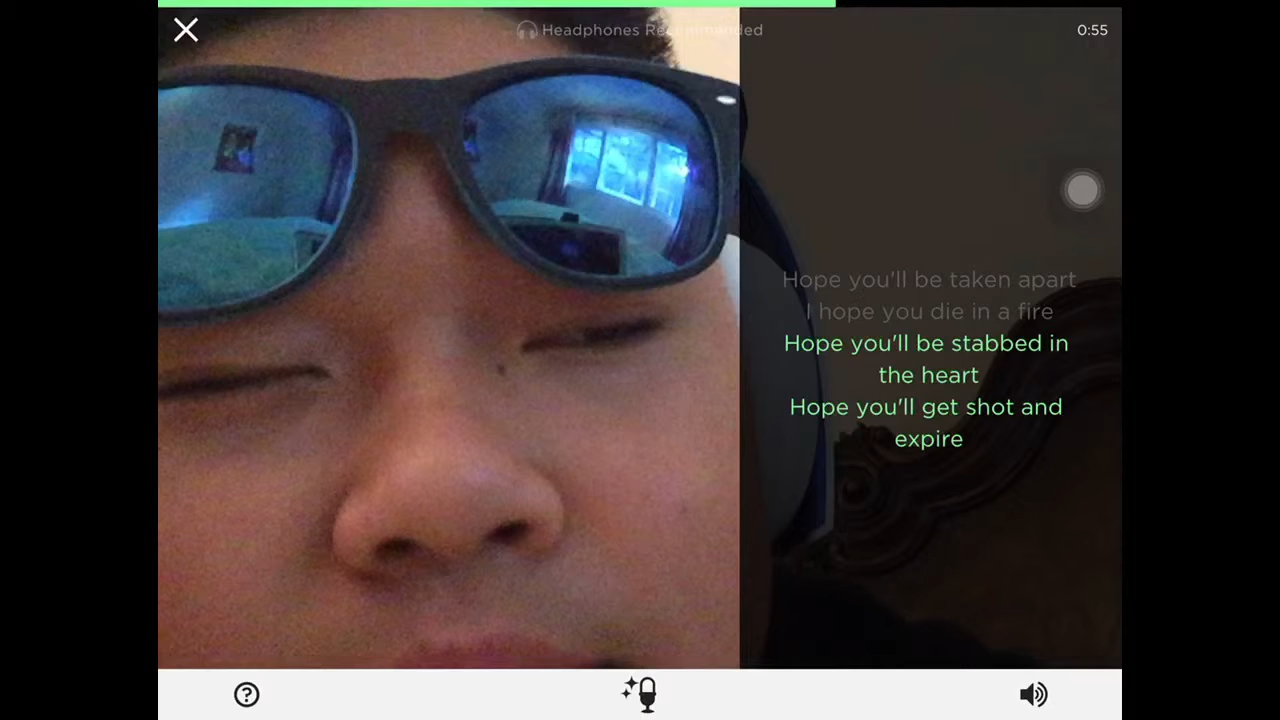 Headphones Recommended
0:55
Hope you'll be taken apart
I hope you die in a fire
Hope you'll be stabbed in
the heart
Hope you'll get shot and
expire